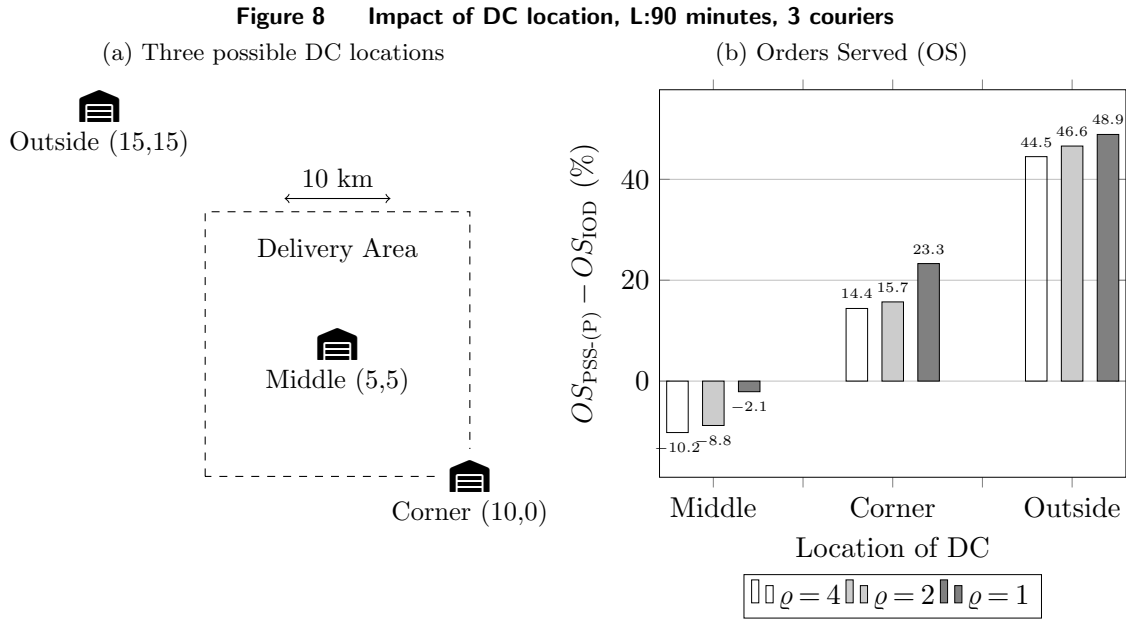 Figure 8 Impact of DC location, L:90 minutes, 3 couriers
(a) Three possible DC locations
Outside (15,15)
10 km
Delivery Area
Middle (5,5)
Corner (10,0)
(b) Orders Served (OS)
OS_PSS-(P) − OS_IOD (%)
40
20
0
−10.2
−8.8
−2.1
14.4
15.7
23.3
44.5
46.6
48.9
Middle Corner Outside
Location of DC
ϱ = 4 ϱ = 2 ϱ = 1